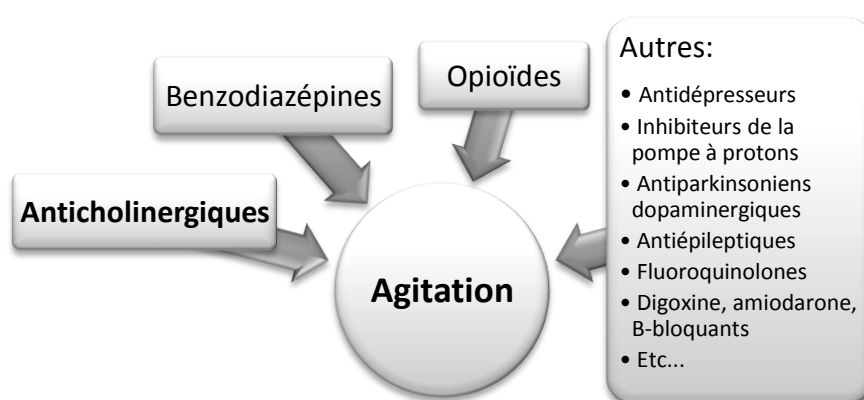 Benzodiazépines
Opioïdes
Anticholinergiques
Agitation
Autres:
• Antidépresseurs
• Inhibiteurs de la
pompe à protons
• Antiparkinsoniens
dopaminergiques
• Antiépileptiques
• Fluoroquinolones
• Digoxine, amiodarone,
B-bloquants
• Etc...